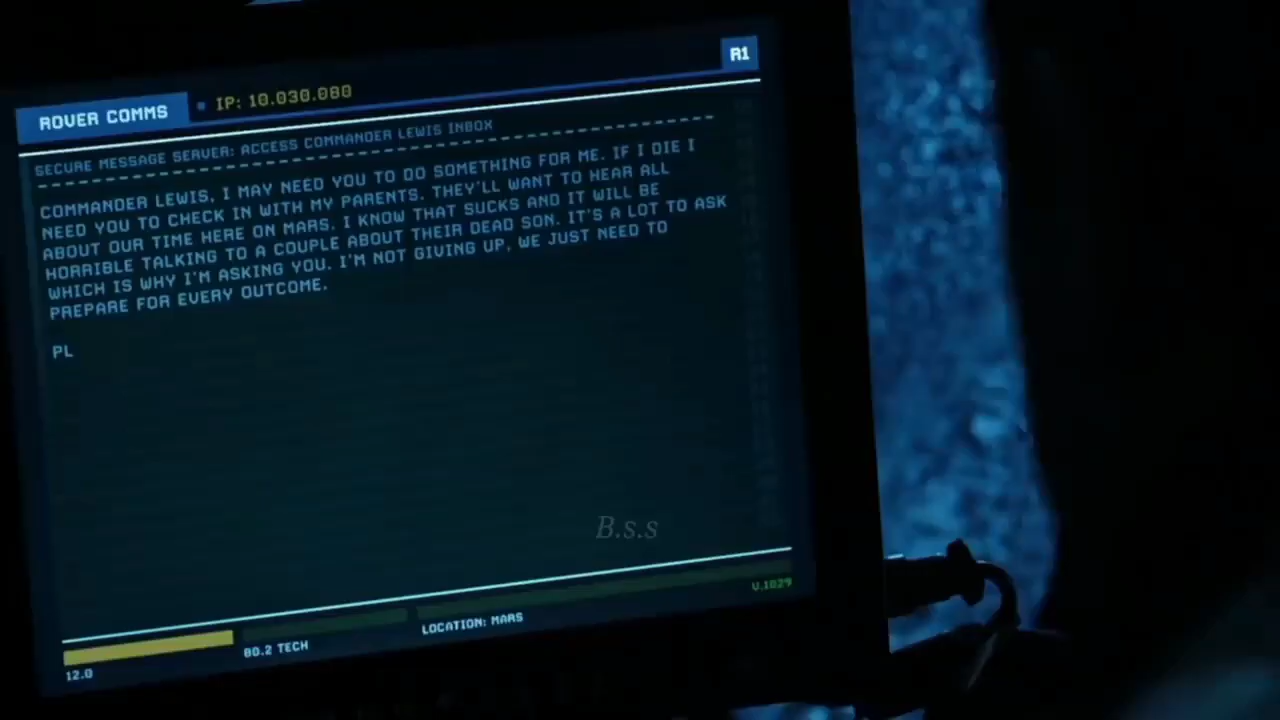 R1
ROVER COMMS
IP: 10.030.080
SECURE MESSAGE SERVER: ACCESS COMMANDER LEWIS INBOX
COMMANDER LEWIS, I MAY NEED YOU TO DO SOMETHING FOR ME. IF I DIE I
NEED YOU TO CHECK IN WITH MY PARENTS. THEY'LL WANT TO HEAR ALL
ABOUT OUR TIME HERE ON MARS. I KNOW THAT SUCKS AND IT WILL BE
HORRIBLE TALKING TO A COUPLE ABOUT THEIR DEAD SON. IT'S A LOT TO ASK
WHICH IS WHY I'M ASKING YOU. I'M NOT GIVING UP, WE JUST NEED TO
PREPARE FOR EVERY OUTCOME.
PL
B.s.s
V.1029
LOCATION: MARS
80.2 TECH
12.0